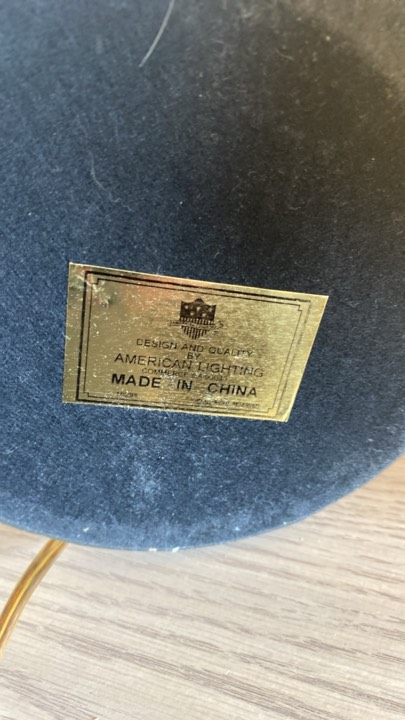 DESIGN AND QUALITY
BY
AMERICAN LIGHTING
MADE IN CHINA